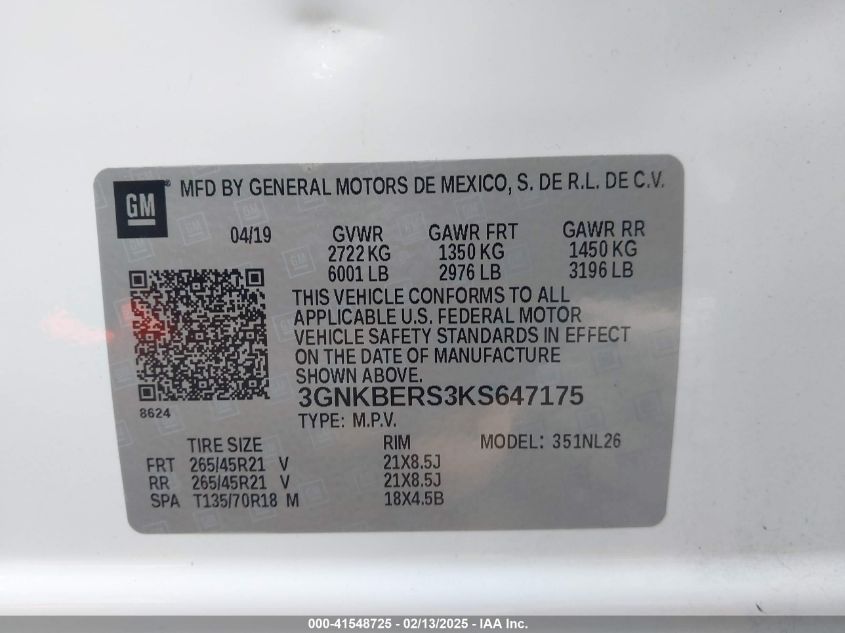 GM® MFD BY GENERAL MOTORS DE MEXICO, S. DE R.L. DE C.V.
04/19 GVWR GAWR FRT GAWR RR
2722 KG 1350 KG 1450 KG
6001 LB 2976 LB 3196 LB
THIS VEHICLE CONFORMS TO ALL
APPLICABLE U.S. FEDERAL MOTOR
VEHICLE SAFETY STANDARDS IN EFFECT
ON THE DATE OF MANUFACTURE
SHOWN ABOVE.
3GNKBERS3KS647175
8624
TYPE: M.P.V.
TIRE SIZE RIM MODEL: 351NL26
FRT 265/45R21 V 21X8.5J
RR 265/45R21 V 21X8.5J
SPA T135/70R18 M 18X4.5B
000-41548725 - 02/13/2025 - IAA Inc.